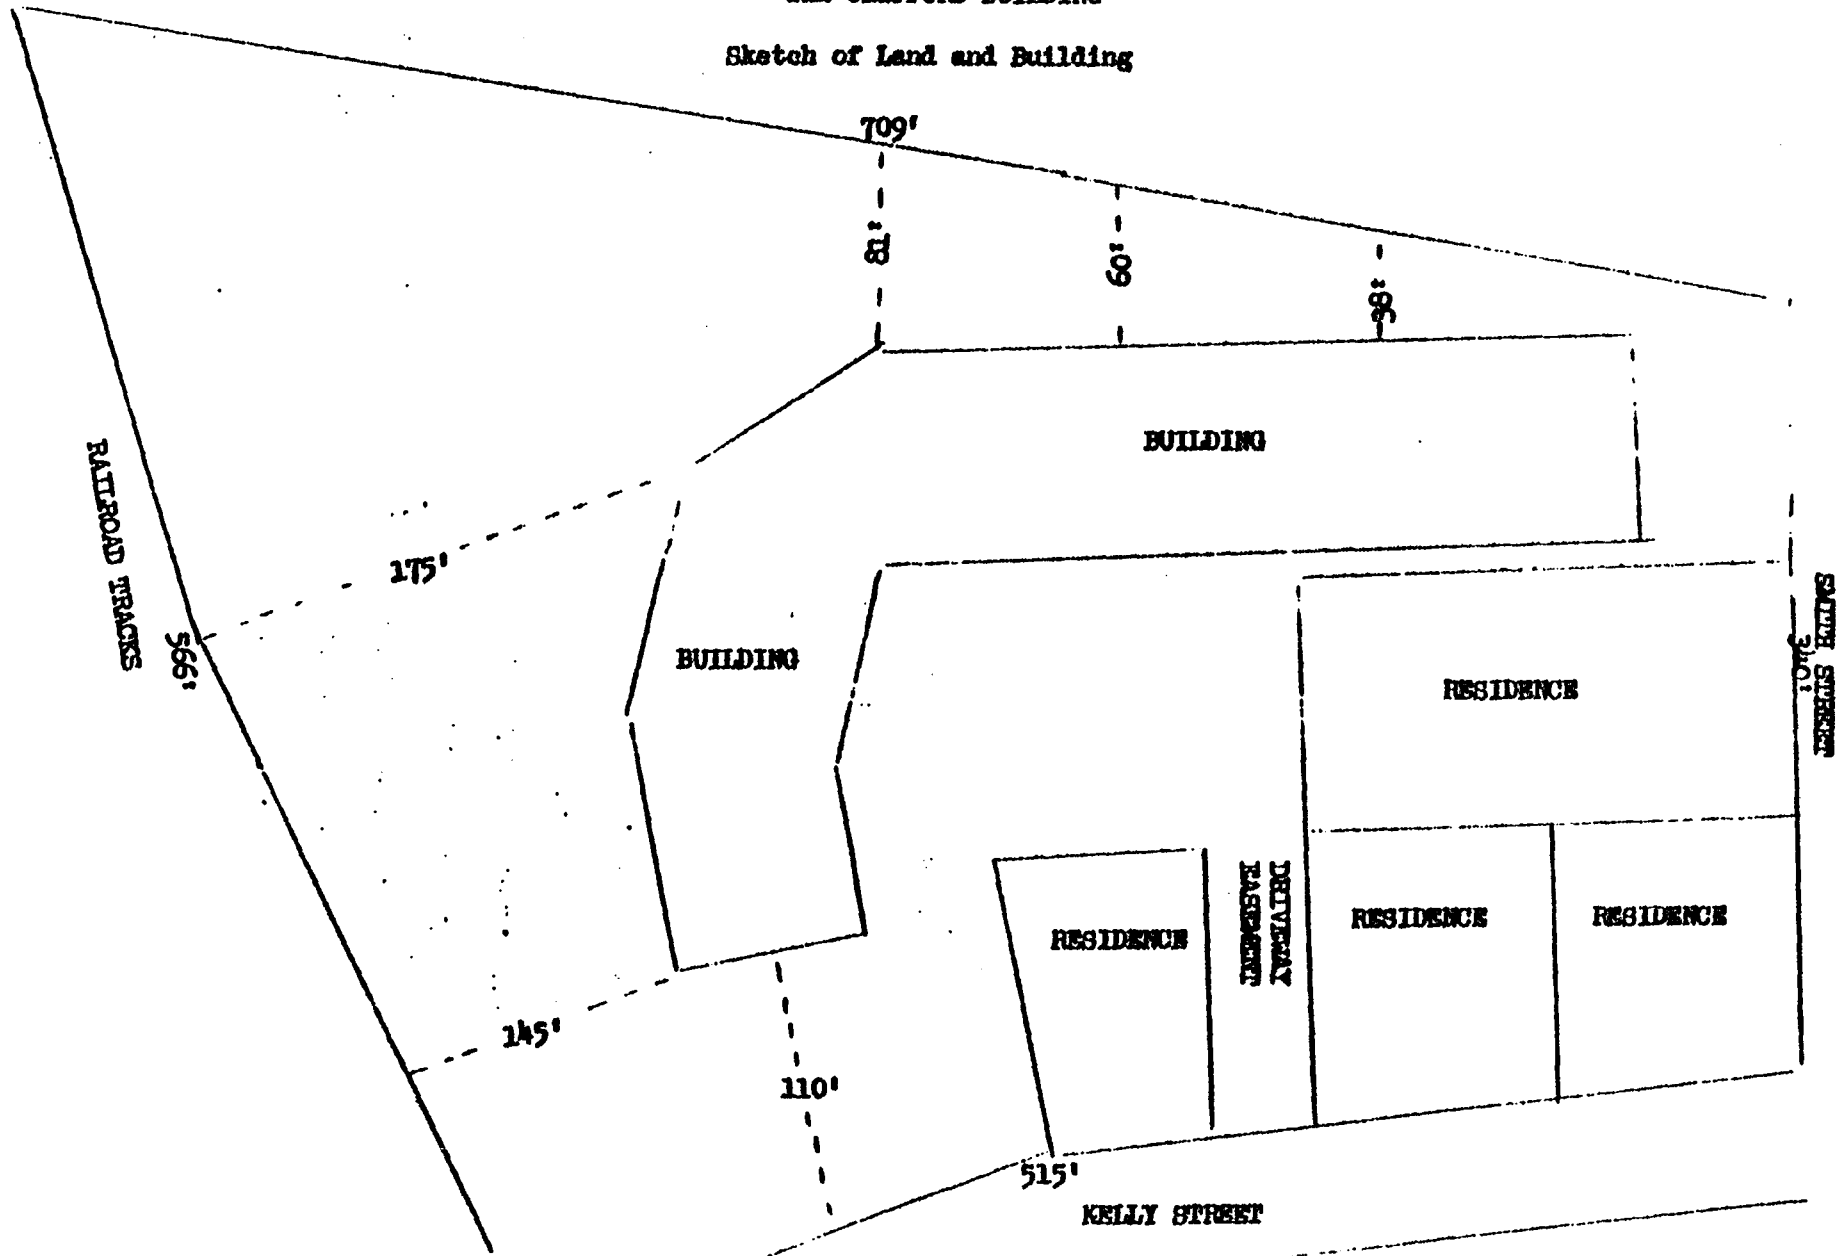 Sketch of Land and Building
709'
81'
60'
38'
BUILDING
175'
RAILROAD TRACKS
566'
BUILDING
SMITH STREET
340'
RESIDENCE
DRIVEWAY
EASEMENT
RESIDENCE
RESIDENCE
RESIDENCE
145'
110'
515'
KELLY STREET